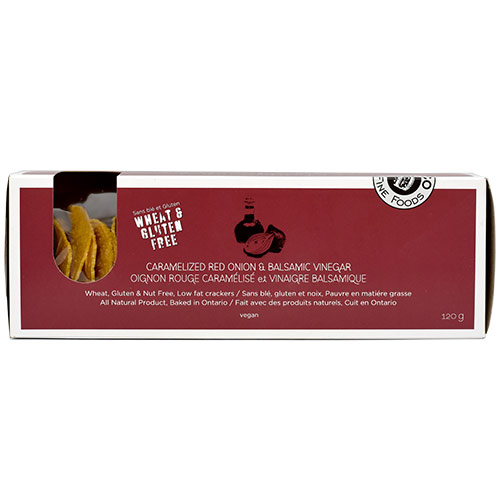 Sans blé et Gluten
WHEAT &
GLUTEN
FREE
FINE FOODS
CARAMELIZED RED ONION & BALSAMIC VINEGAR
OIGNON ROUGE CARAMÉLISÉ et VINAIGRE BALSAMIQUE
Wheat, Gluten & Nut Free, Low fat crackers / Sans blé, gluten et noix, Pauvre en matiére grasse
All Natural Product, Baked in Ontario / Fait avec des produits naturels, Cuit en Ontario
vegan
120 g